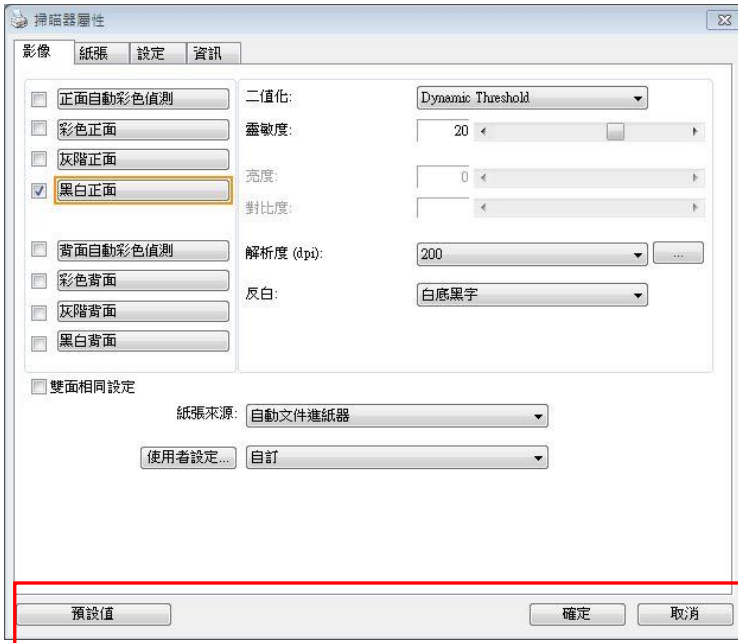 掃瞄器屬性
影像 紙張 設定 資訊
正面自動彩色偵測
彩色正面
灰階正面
黑白正面
背面自動彩色偵測
彩色背面
灰階背面
黑白背面
二值化: Dynamic Threshold
靈敏度: 20
亮度: 0
對比度:
解析度 (dpi): 200 ...
反白: 白底黑字
雙面相同設定
紙張來源: 自動文件進紙器
使用者設定... 自訂
預設值 確定 取消